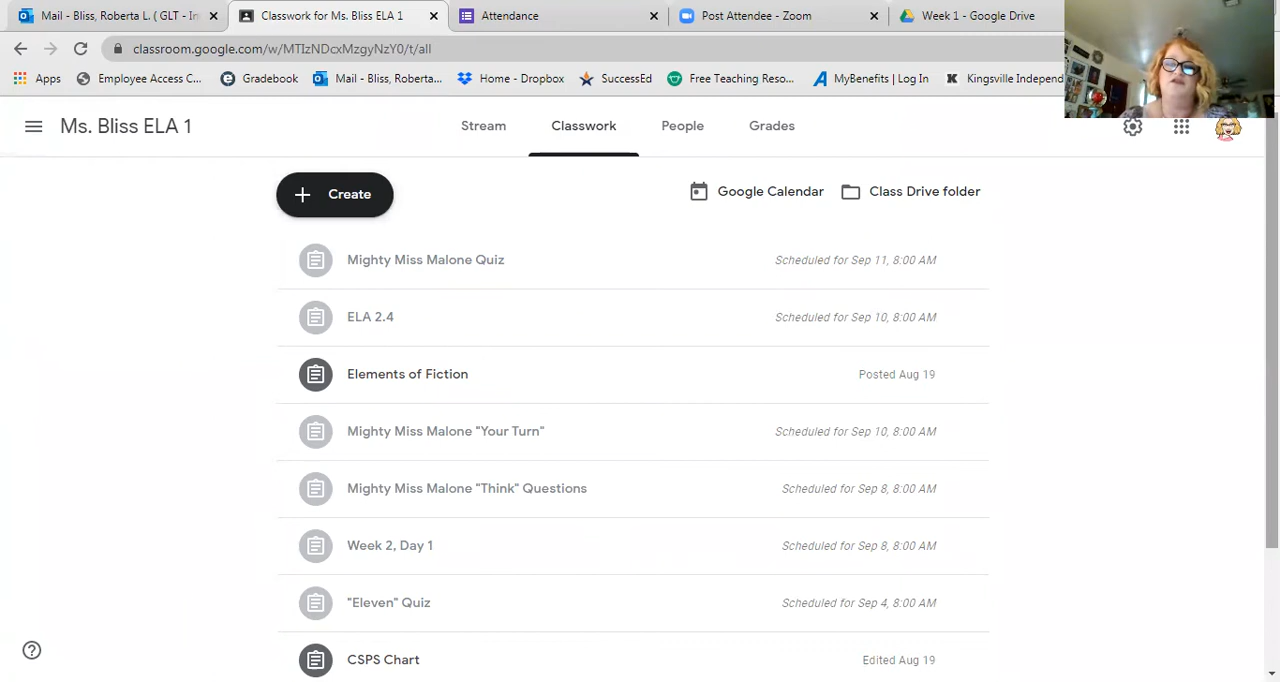 Mail - Bliss, Roberta L. ( GLT - In
Classwork for Ms. Bliss ELA 1
Attendance
Post Attendee - Zoom
Week 1 - Google Drive
classroom.google.com/w/MTIzNDcxMzgyNzY0/t/all
Apps
Employee Access C...
Gradebook
Mail - Bliss, Roberta...
Home - Dropbox
SuccessEd
Free Teaching Reso...
MyBenefits | Log In
Kingsville Independ
Ms. Bliss ELA 1
Stream
Classwork
People
Grades
Create
Google Calendar
Class Drive folder
Mighty Miss Malone Quiz Scheduled for Sep 11, 8:00 AM
ELA 2.4 Scheduled for Sep 10, 8:00 AM
Elements of Fiction Posted Aug 19
Mighty Miss Malone "Your Turn" Scheduled for Sep 10, 8:00 AM
Mighty Miss Malone "Think" Questions Scheduled for Sep 8, 8:00 AM
Week 2, Day 1 Scheduled for Sep 8, 8:00 AM
"Eleven" Quiz Scheduled for Sep 4, 8:00 AM
CSPS Chart Edited Aug 19